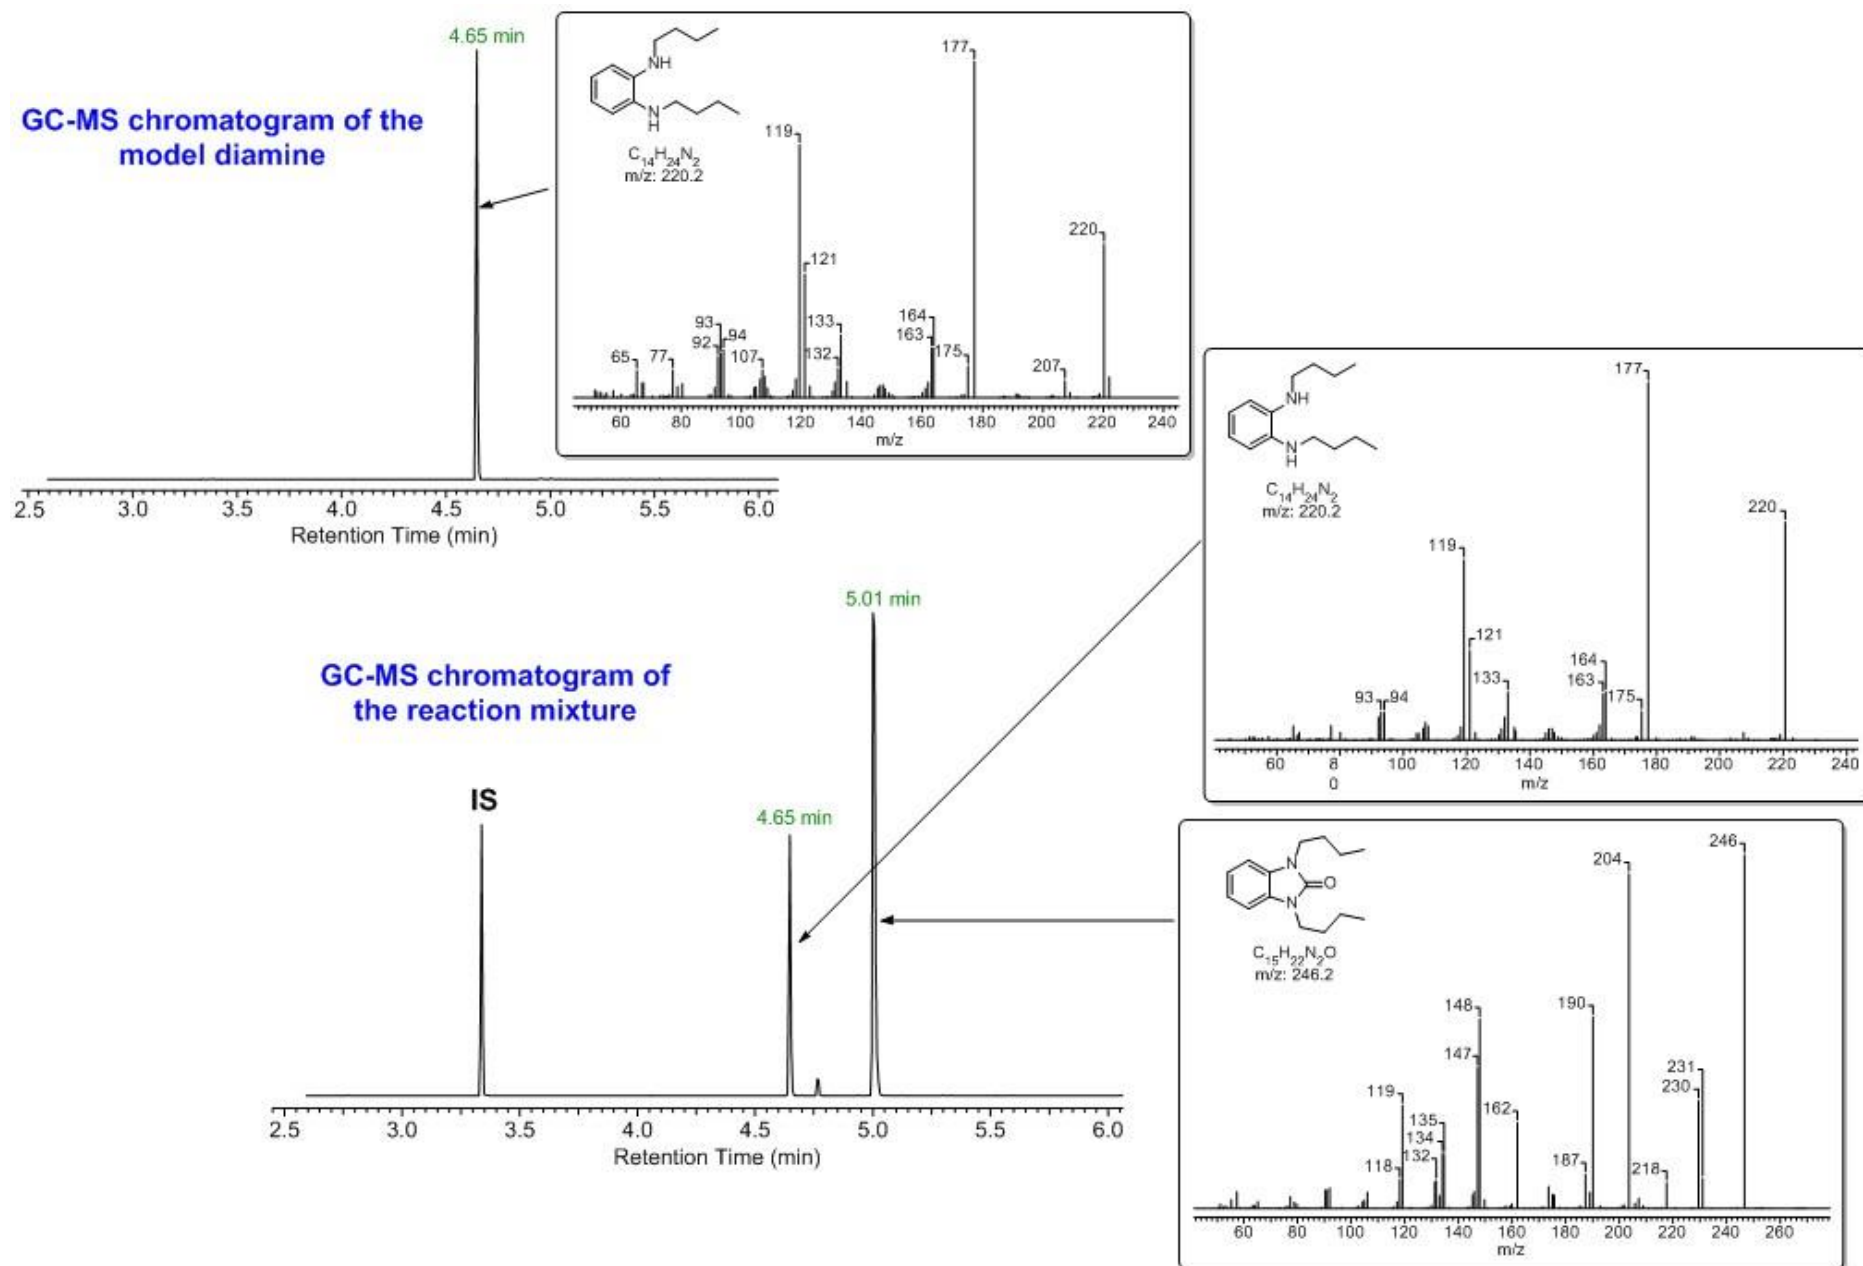 4.65 min
GC-MS chromatogram of the
model diamine
2.5 3.0 3.5 4.0 4.5 5.0 5.5 6.0
Retention Time (min)
NH
N
H
C14H24N2
m/z: 220.2
177
119
220
121
164
163
175
133
132
93
94
92
107
77
65
207
60 80 100 120 140 160 180 200 220 240
m/z
NH
N
H
C14H24N2
m/z: 220.2
177
220
119
121
133
164
163
175
93
94
60 8 100 120 140 160 180 200 220 240
0
m/z
GC-MS chromatogram of
the reaction mixture
IS
4.65 min
5.01 min
2.5 3.0 3.5 4.0 4.5 5.0 5.5 6.0
Retention Time (min)
N
O
N
C15H22N2O
m/z: 246.2
246
204
190
148
147
231
230
119
162
135
134
132
118
187
218
60 80 100 120 140 160 180 200 220 240 260
m/z